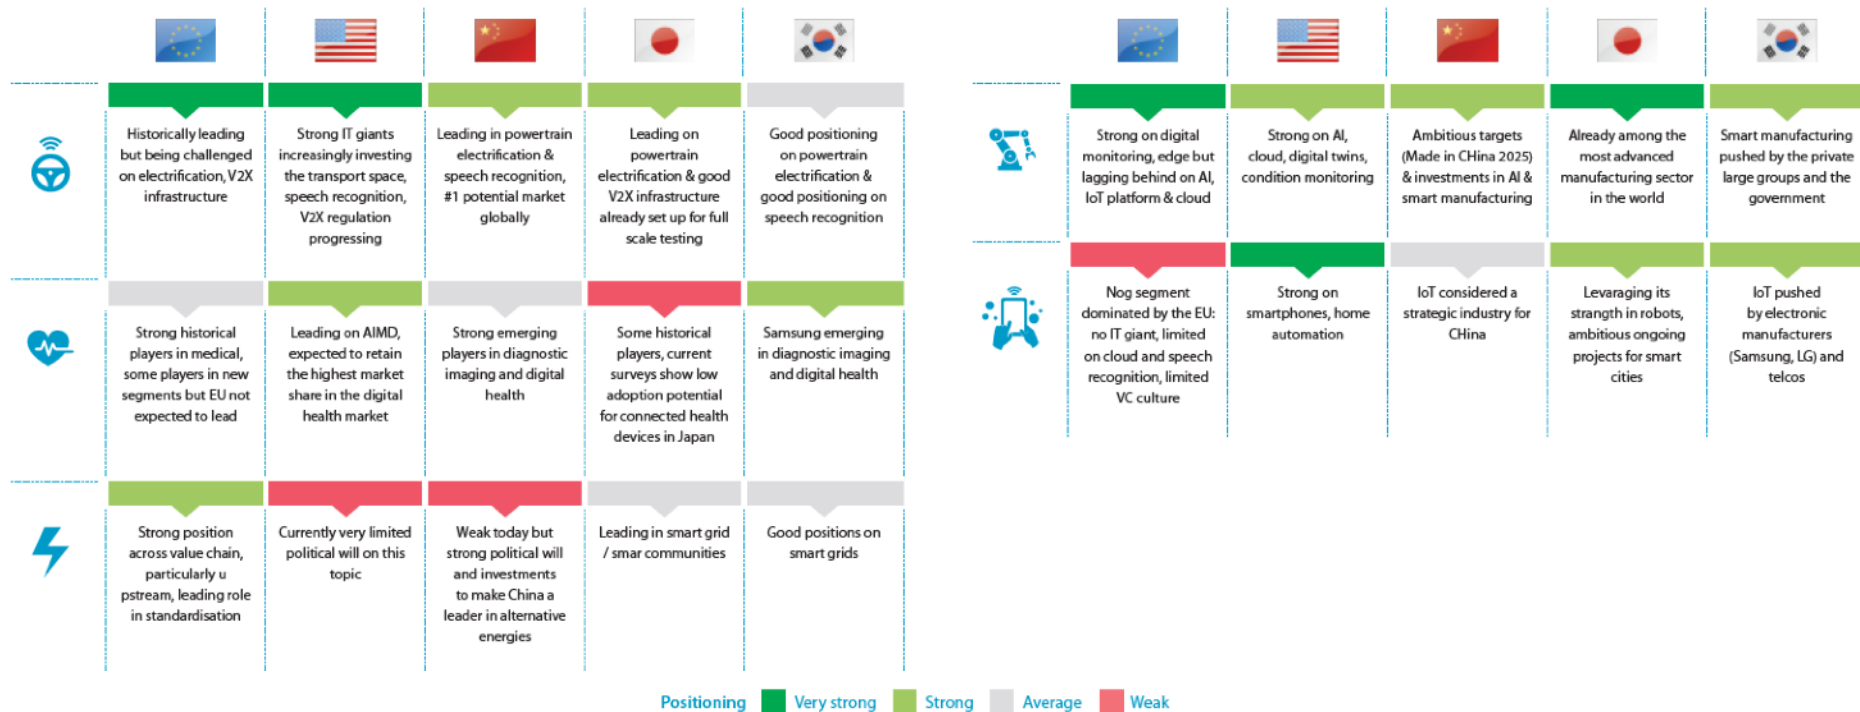 Historically leading
but being challenged
on electrification, V2X
infrastructure
Strong IT giants
increasingly investing
the transport space,
speech recognition,
V2X regulation
progressing
Leading in powertrain
electrification &
speech recognition,
#1 potential market
globally
Leading on
powertrain
electrification & good
V2X infrastructure
already set up for full
scale testing
Good positioning
on powertrain
electrification &
good positioning on
speech recognition
Strong historical
players in medical,
some players in new
segments but EU not
expected to lead
Leading on AIMD,
expected to retain
the highest market
share in the digital
health market
Strong emerging
players in diagnostic
imaging and digital
health
Some historical
players, current
surveys show low
adoption potential
for connected health
devices in Japan
Samsung emerging
in diagnostic imaging
and digital health
Strong position
across value chain,
particularly u
pstream, leading role
in standardisation
Currently very limited
political will on this
topic
Weak today but
strong political will
and investments
to make China a
leader in alternative
energies
Leading in smart grid
/ smar communities
Good positions on
smart grids
Strong on digital
monitoring, edge but
lagging behind on AI,
IoT platform & cloud
Strong on AI,
cloud, digital twins,
condition monitoring
Ambitious targets
(Made in CHina 2025)
& investments in AI &
smart manufacturing
Already among the
most advanced
manufacturing sector
in the world
Smart manufacturing
pushed by the private
large groups and the
government
Nog segment
dominated by the EU:
no IT giant, limited
on cloud and speech
recognition, limited
VC culture
Strong on
smartphones, home
automation
IoT considered a
strategic industry for
CHina
Levaraging its
strangth in robots,
ambitious ongoing
projects for smart
cities
IoT pushed
by electronic
manufacturers
(Samsung, LG) and
telcos
Positioning Very strong Strong Average Weak